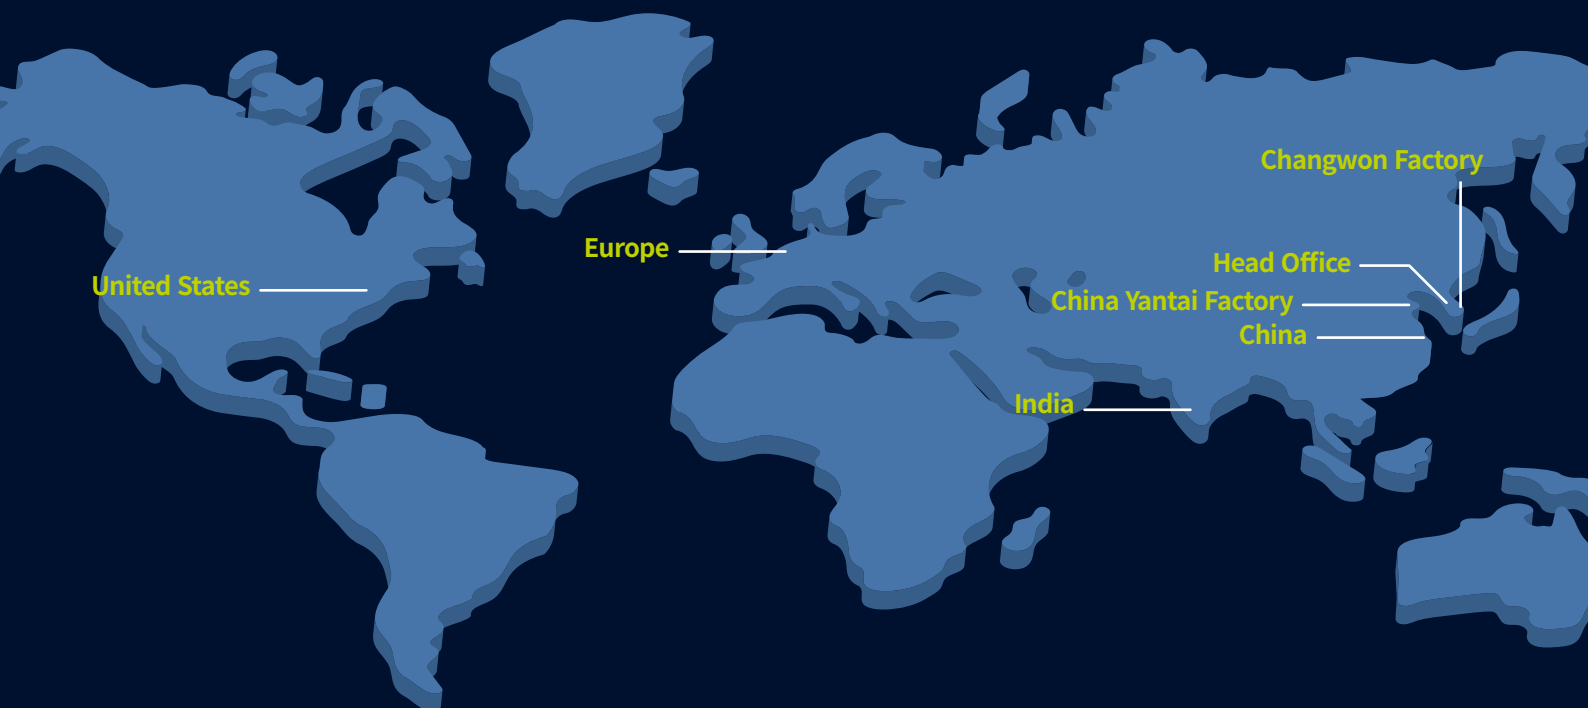 Changwon Factory
Europe
Head Office
United States
China Yantai Factory
China
India